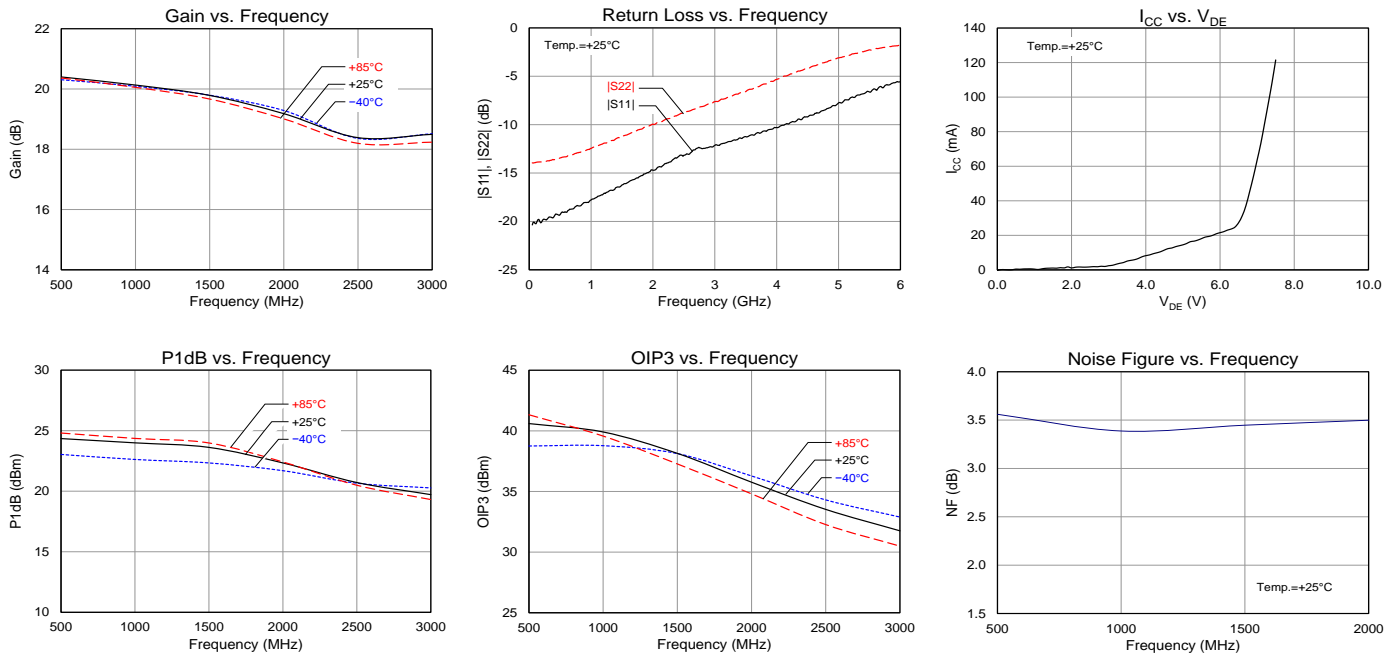 Gain vs. Frequency
22
20
18
16
14
Gain (dB)
+85°C
+25°C
−40°C
500 1000 1500 2000 2500 3000
Frequency (MHz)
Return Loss vs. Frequency
0
-5
-10
-15
-20
-25
|S11|, |S22| (dB)
Temp.=+25°C
|S22|
|S11|
0 1 2 3 4 5 6
Frequency (GHz)
I_CC vs. V_DE
140
120
100
80
60
40
20
0
I_CC (mA)
Temp.=+25°C
0.0 2.0 4.0 6.0 8.0 10.0
V_DE (V)
P1dB vs. Frequency
30
25
20
15
10
P1dB (dBm)
+85°C
+25°C
−40°C
500 1000 1500 2000 2500 3000
Frequency (MHz)
OIP3 vs. Frequency
45
40
35
30
25
OIP3 (dBm)
+85°C
+25°C
−40°C
500 1000 1500 2000 2500 3000
Frequency (MHz)
Noise Figure vs. Frequency
4.0
3.5
3.0
2.5
2.0
1.5
NF (dB)
Temp.=+25°C
500 1000 1500 2000
Frequency (MHz)